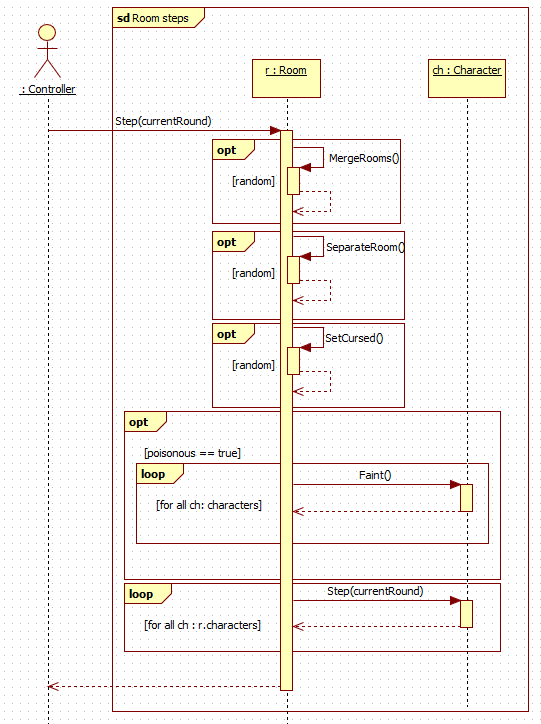 sd Room steps
: Controller
r : Room
ch : Character
Step(currentRound)
opt
MergeRooms()
[random]
opt
SeparateRoom()
[random]
opt
SetCursed()
[random]
opt
[poisonous == true]
loop
Faint()
[for all ch: characters]
loop
Step(currentRound)
[for all ch : r.characters]